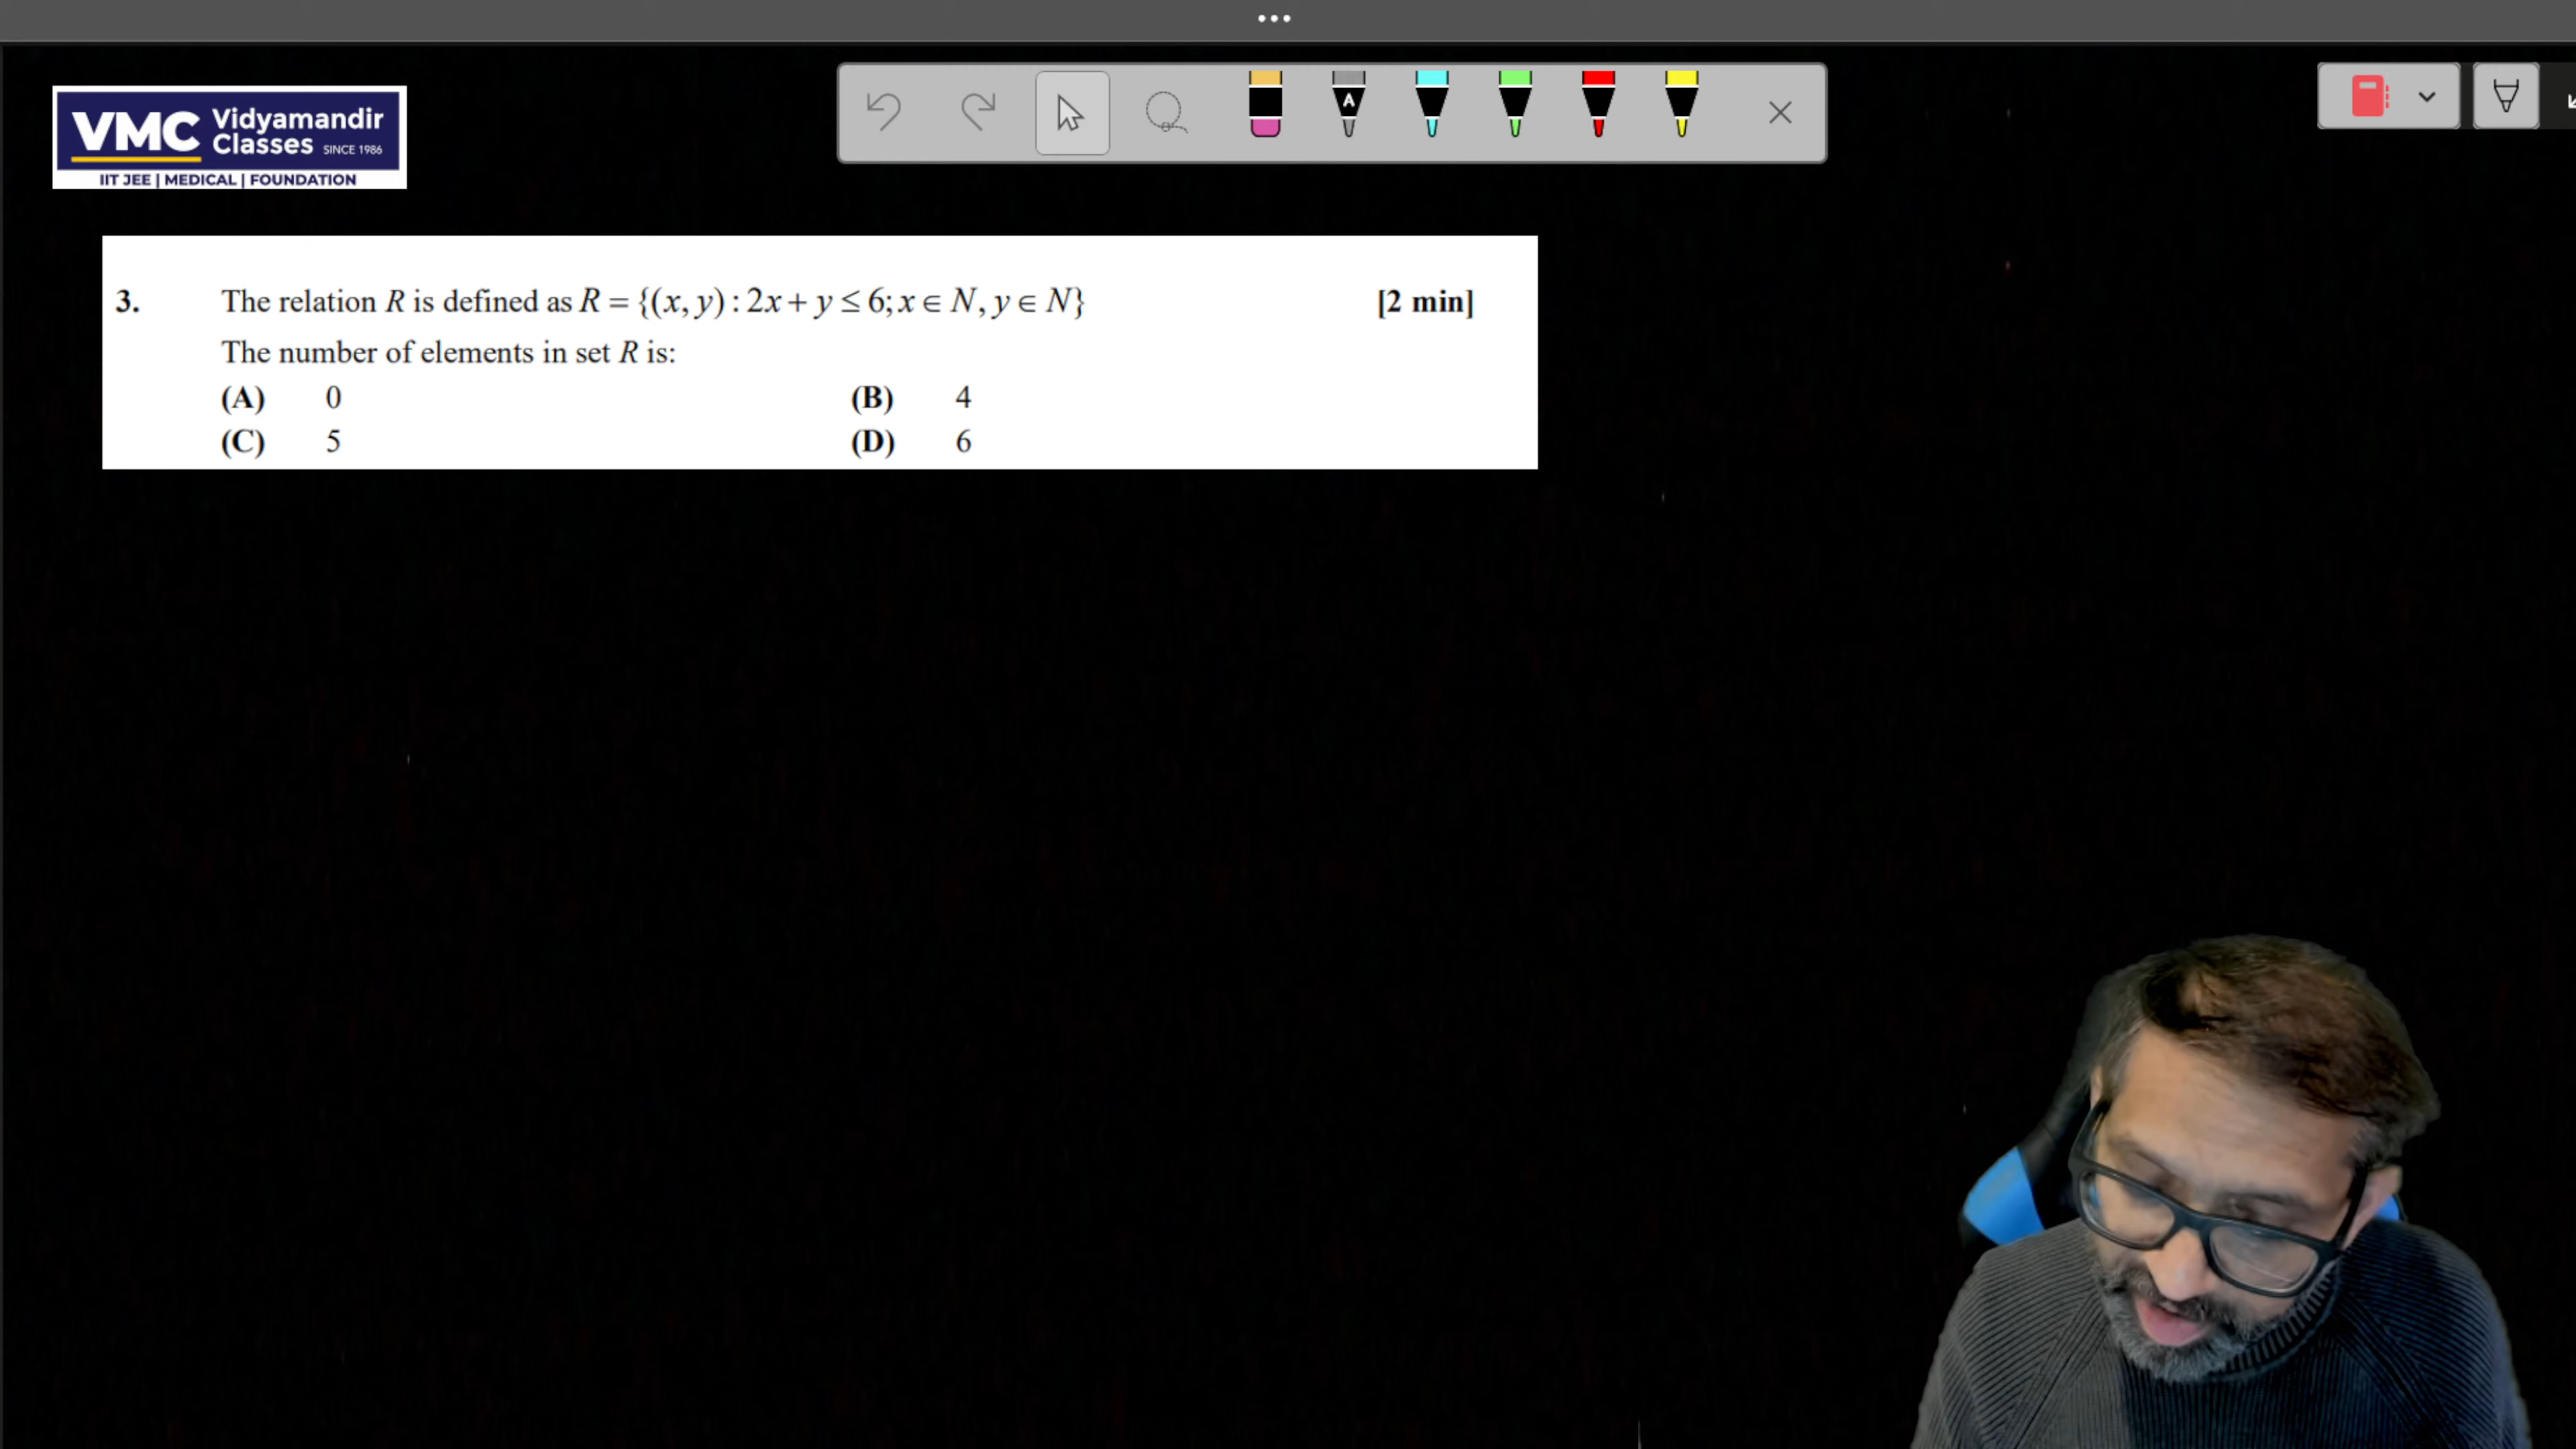 VMC Vidyamandir Classes SINCE 1986
IIT JEE | MEDICAL | FOUNDATION
A
3. The relation R is defined as R = {(x, y) : 2x + y ≤ 6; x ∈ N, y ∈ N} [2 min]
The number of elements in set R is:
(A) 0 (B) 4
(C) 5 (D) 6